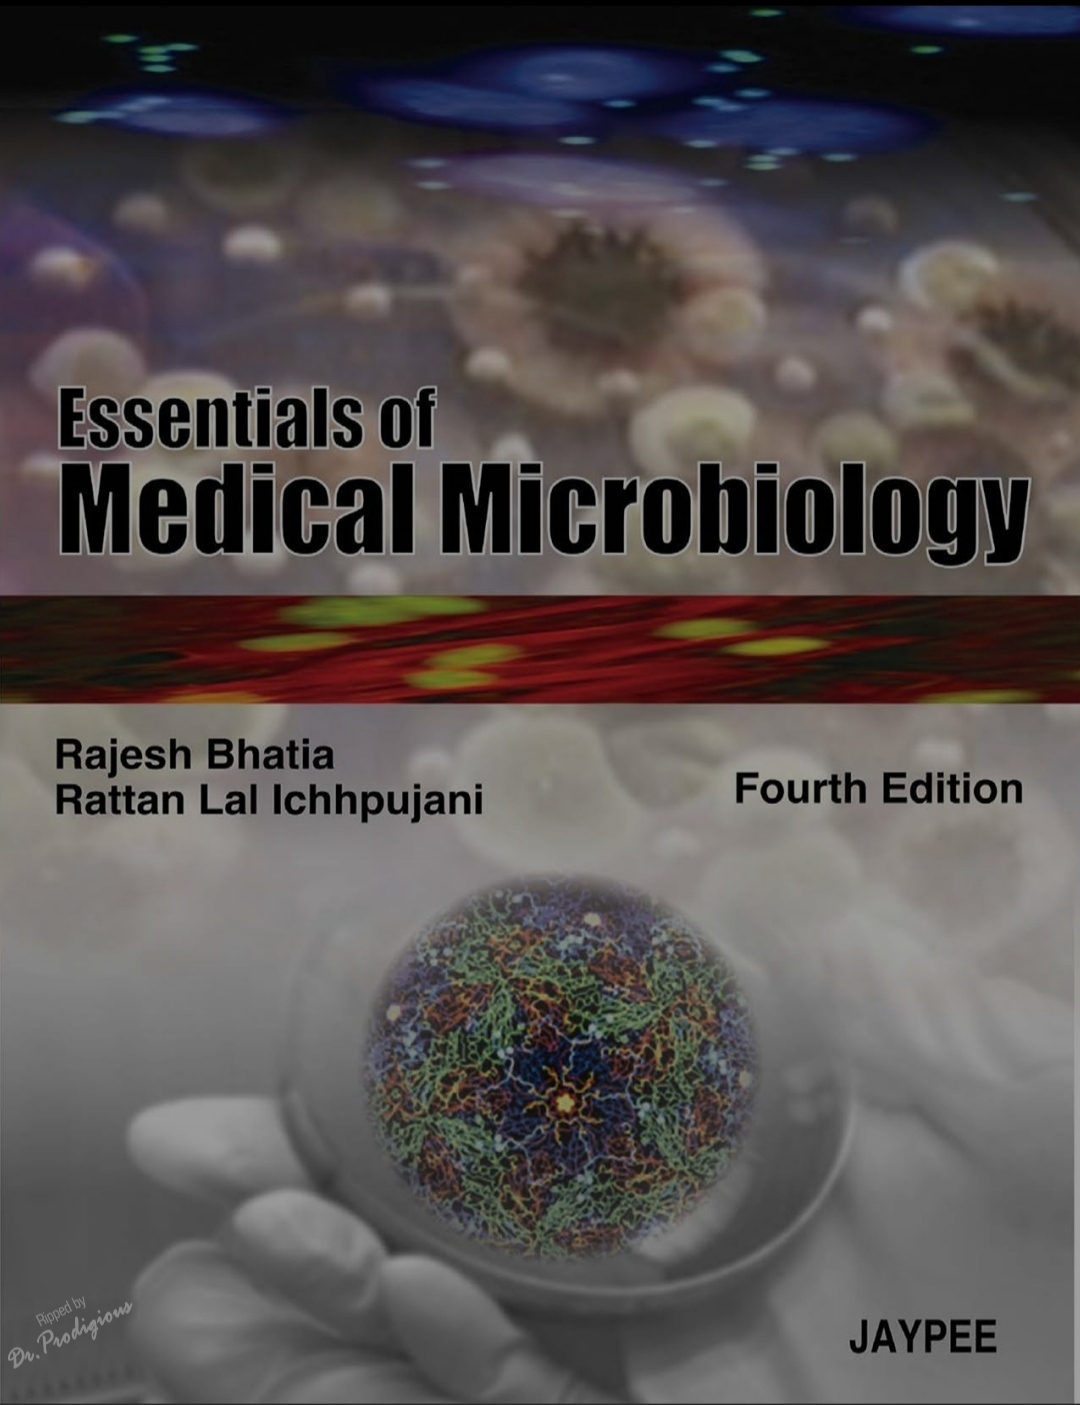 Essentials of
Medical Microbiology
Rajesh Bhatia
Rattan Lal Ichhpujani
Fourth Edition
Ripped by
Dr. Prodigious
JAYPEE